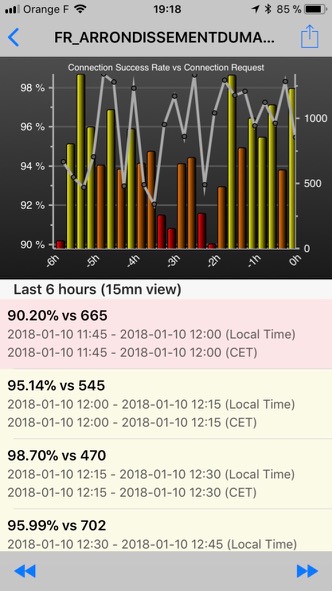 Orange F 19:18 85 %
FR_ARRONDISSEMENTDUMA...
Connection Success Rate vs Connection Request
98 %
96 %
94 %
92 %
90 %
1000
500
0
-6h -5h -4h -3h -2h -1h 0h
Last 6 hours (15mn view)
90.20% vs 665
2018-01-10 11:45 - 2018-01-10 12:00 (Local Time)
2018-01-10 11:45 - 2018-01-10 12:00 (CET)
95.14% vs 545
2018-01-10 12:00 - 2018-01-10 12:15 (Local Time)
2018-01-10 12:00 - 2018-01-10 12:15 (CET)
98.70% vs 470
2018-01-10 12:15 - 2018-01-10 12:30 (Local Time)
2018-01-10 12:15 - 2018-01-10 12:30 (CET)
95.99% vs 702
2018-01-10 12:30 - 2018-01-10 12:45 (Local Time)